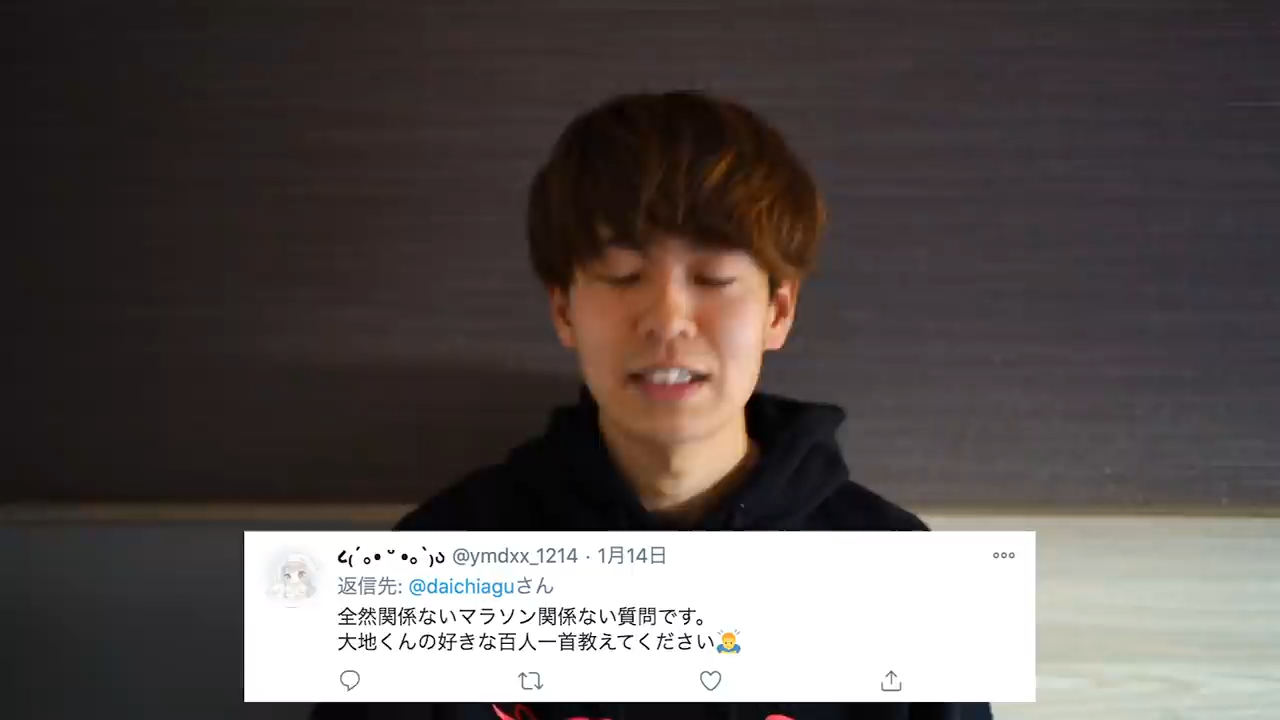 ૮₍´｡• ᵕ •｡`₎ა @ymdxx_1214 · 1月14日
返信先: @daichiaguさん
全然関係ないマラソン関係ない質問です。
大地くんの好きな百人一首教えてください🙇